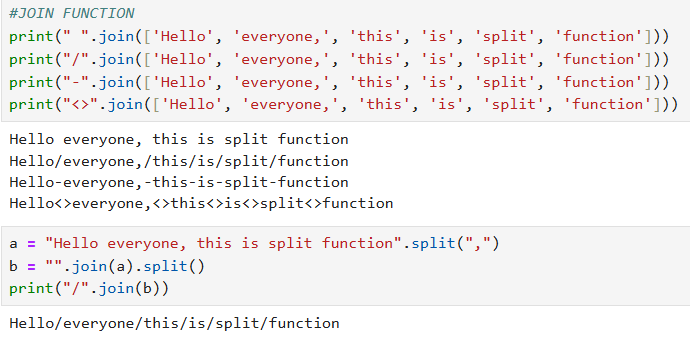 #JOIN FUNCTION
print(" ".join(['Hello', 'everyone,', 'this', 'is', 'split', 'function']))
print("/".join(['Hello', 'everyone,', 'this', 'is', 'split', 'function']))
print("-".join(['Hello', 'everyone,', 'this', 'is', 'split', 'function']))
print("<>".join(['Hello', 'everyone,', 'this', 'is', 'split', 'function']))
Hello everyone, this is split function
Hello/everyone,/this/is/split/function
Hello-everyone,-this-is-split-function
Hello<>everyone,<>this<>is<>split<>function
a = "Hello everyone, this is split function".split(",")
b = "".join(a).split()
print("/".join(b))
Hello/everyone/this/is/split/function